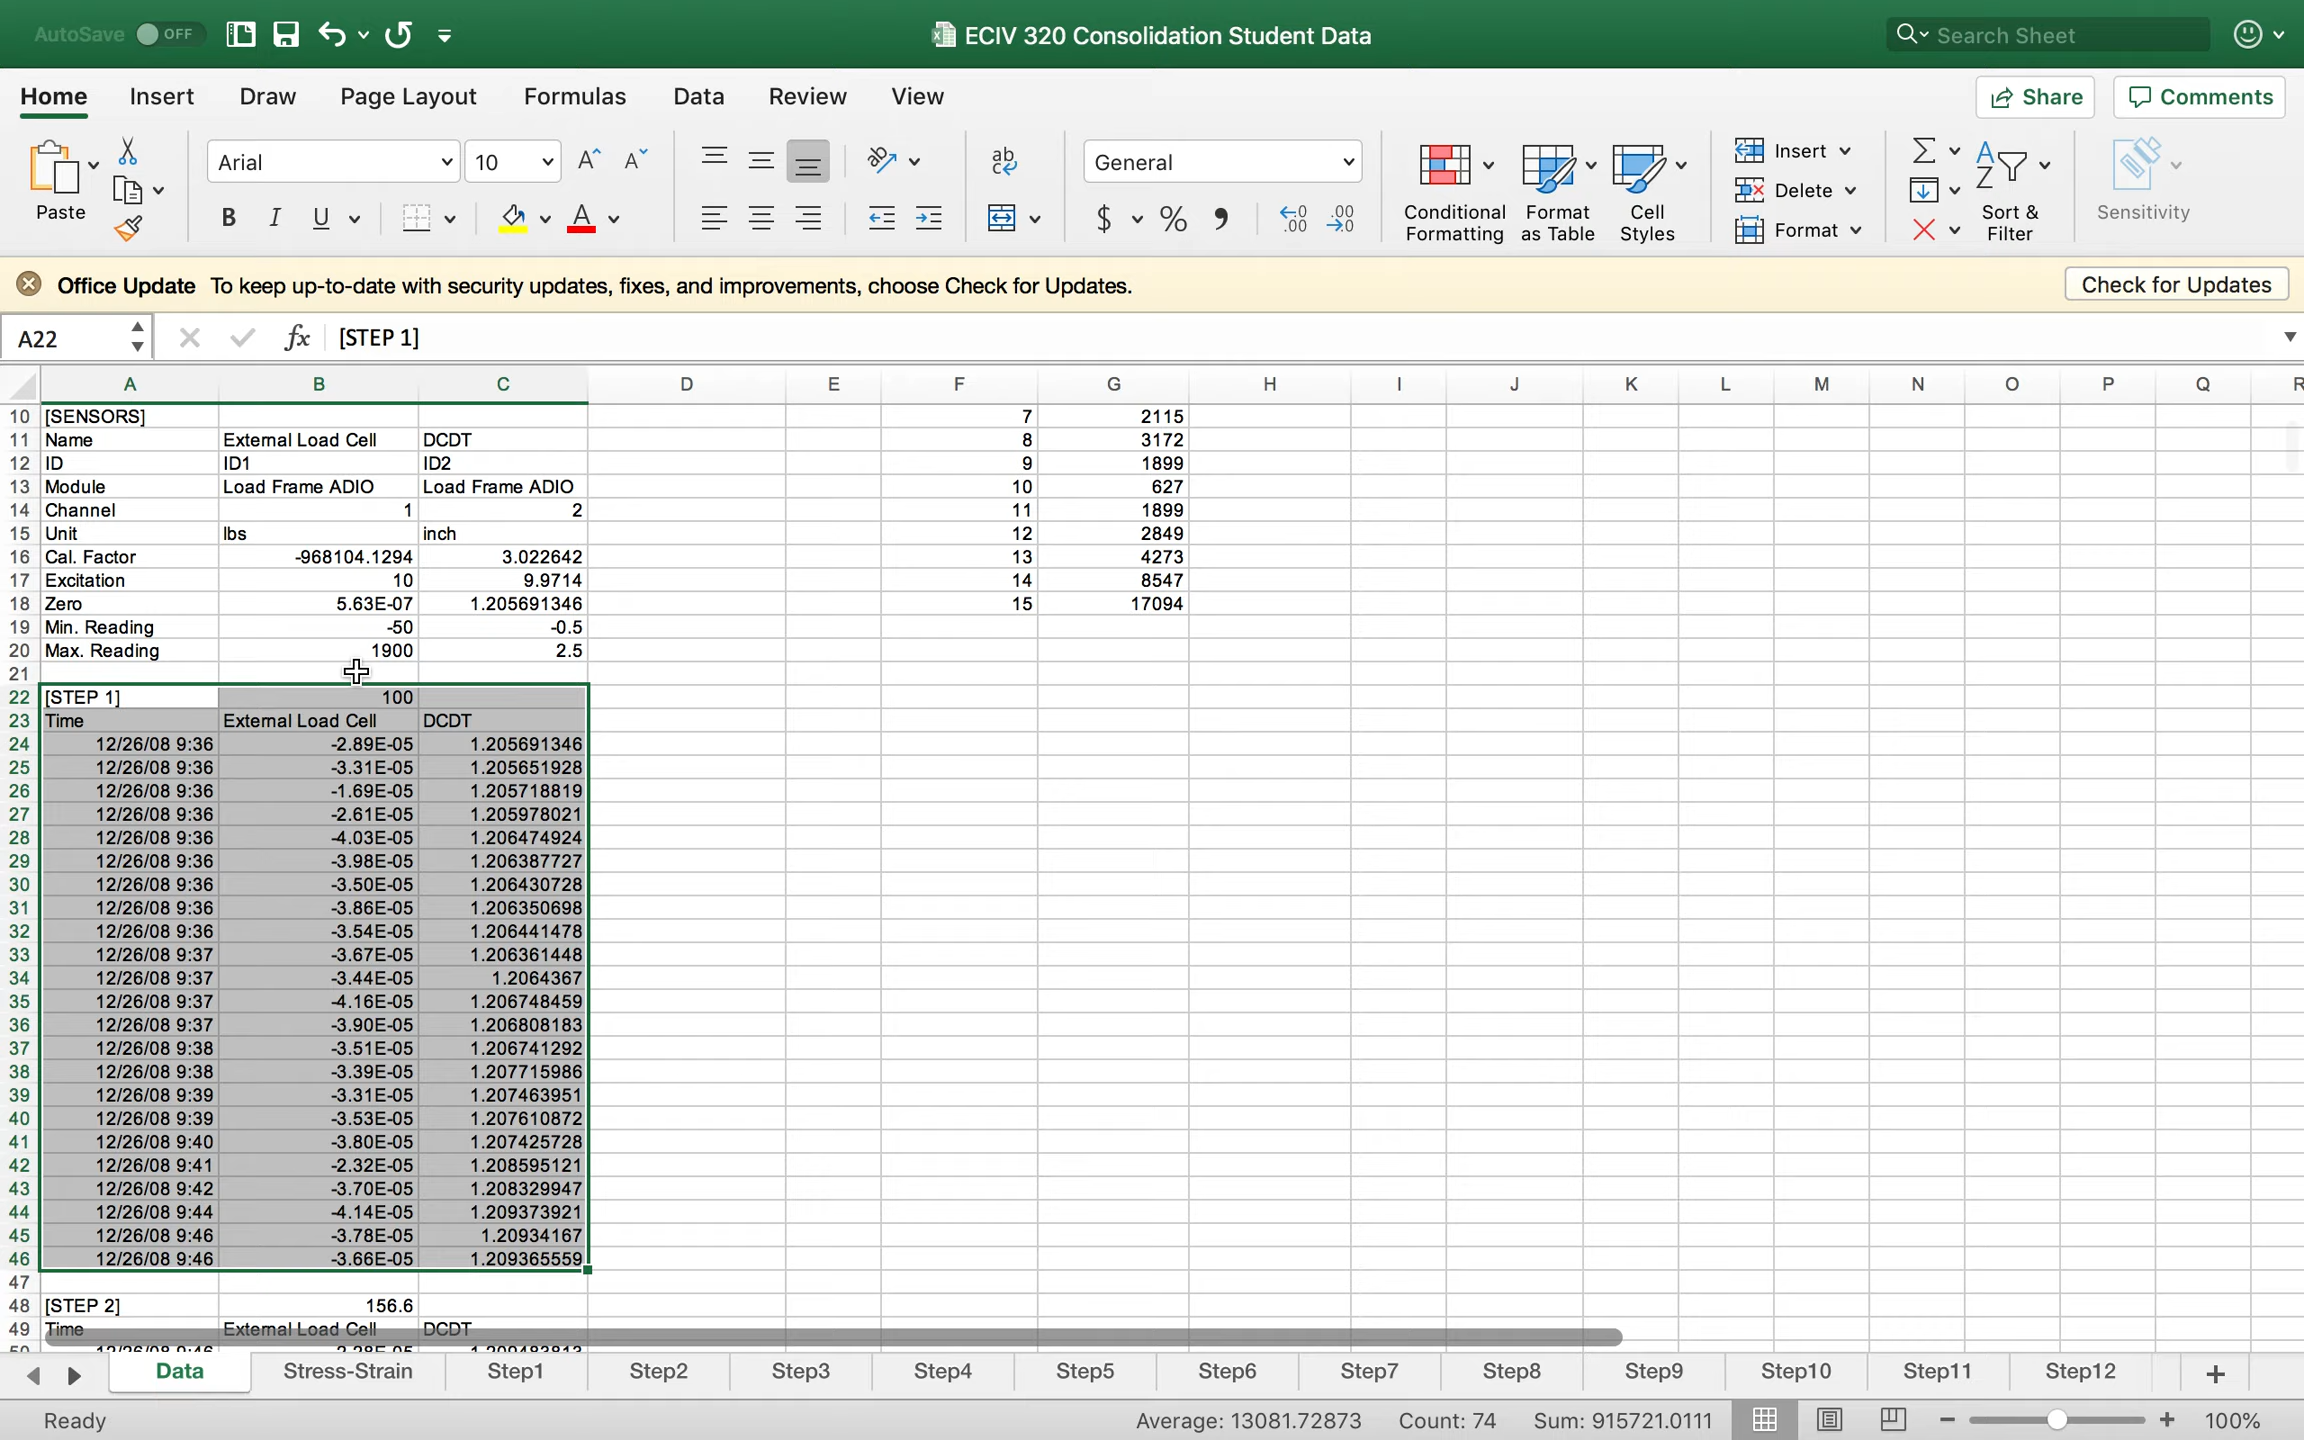 AutoSave OFF ECIV 320 Consolidation Student Data Search Sheet
Home Insert Draw Page Layout Formulas Data Review View Share Comments
Paste Arial 10 General Conditional Formatting Format as Table Cell Styles Insert Delete Format Sort & Filter Sensitivity
Office Update To keep up-to-date with security updates, fixes, and improvements, choose Check for Updates. Check for Updates
A22 fx [STEP 1]
A B C D E F G H I J K L M N O P Q R
10 [SENSORS] 7 2115
11 Name External Load Cell DCDT 8 3172
12 ID ID1 ID2 9 1899
13 Module Load Frame ADIO Load Frame ADIO 10 627
14 Channel 1 2 11 1899
15 Unit lbs inch 12 2849
16 Cal. Factor -968104.1294 3.022642 13 4273
17 Excitation 10 9.9714 14 8547
18 Zero 5.63E-07 1.205691346 15 17094
19 Min. Reading -50 -0.5
20 Max. Reading 1900 2.5
21
22 [STEP 1] 100
23 Time External Load Cell DCDT
24 12/26/08 9:36 -2.89E-05 1.205691346
25 12/26/08 9:36 -3.31E-05 1.205651928
26 12/26/08 9:36 -1.69E-05 1.205718819
27 12/26/08 9:36 -2.61E-05 1.205978021
28 12/26/08 9:36 -4.03E-05 1.206474924
29 12/26/08 9:36 -3.98E-05 1.206387727
30 12/26/08 9:36 -3.50E-05 1.206430728
31 12/26/08 9:36 -3.86E-05 1.206350698
32 12/26/08 9:36 -3.54E-05 1.206441478
33 12/26/08 9:37 -3.67E-05 1.206361448
34 12/26/08 9:37 -3.44E-05 1.2064367
35 12/26/08 9:37 -4.16E-05 1.206748459
36 12/26/08 9:37 -3.90E-05 1.206808183
37 12/26/08 9:38 -3.51E-05 1.206741292
38 12/26/08 9:38 -3.39E-05 1.207715986
39 12/26/08 9:39 -3.31E-05 1.207463951
40 12/26/08 9:39 -3.53E-05 1.207610872
41 12/26/08 9:40 -3.80E-05 1.207425728
42 12/26/08 9:41 -2.32E-05 1.208595121
43 12/26/08 9:42 -3.70E-05 1.208329947
44 12/26/08 9:44 -4.14E-05 1.209373921
45 12/26/08 9:46 -3.78E-05 1.20934167
46 12/26/08 9:46 -3.66E-05 1.209365559
47
48 [STEP 2] 156.6
49 Time External Load Cell DCDT
Data Stress-Strain Step1 Step2 Step3 Step4 Step5 Step6 Step7 Step8 Step9 Step10 Step11 Step12
Ready Average: 13081.72873 Count: 74 Sum: 915721.0111 100%